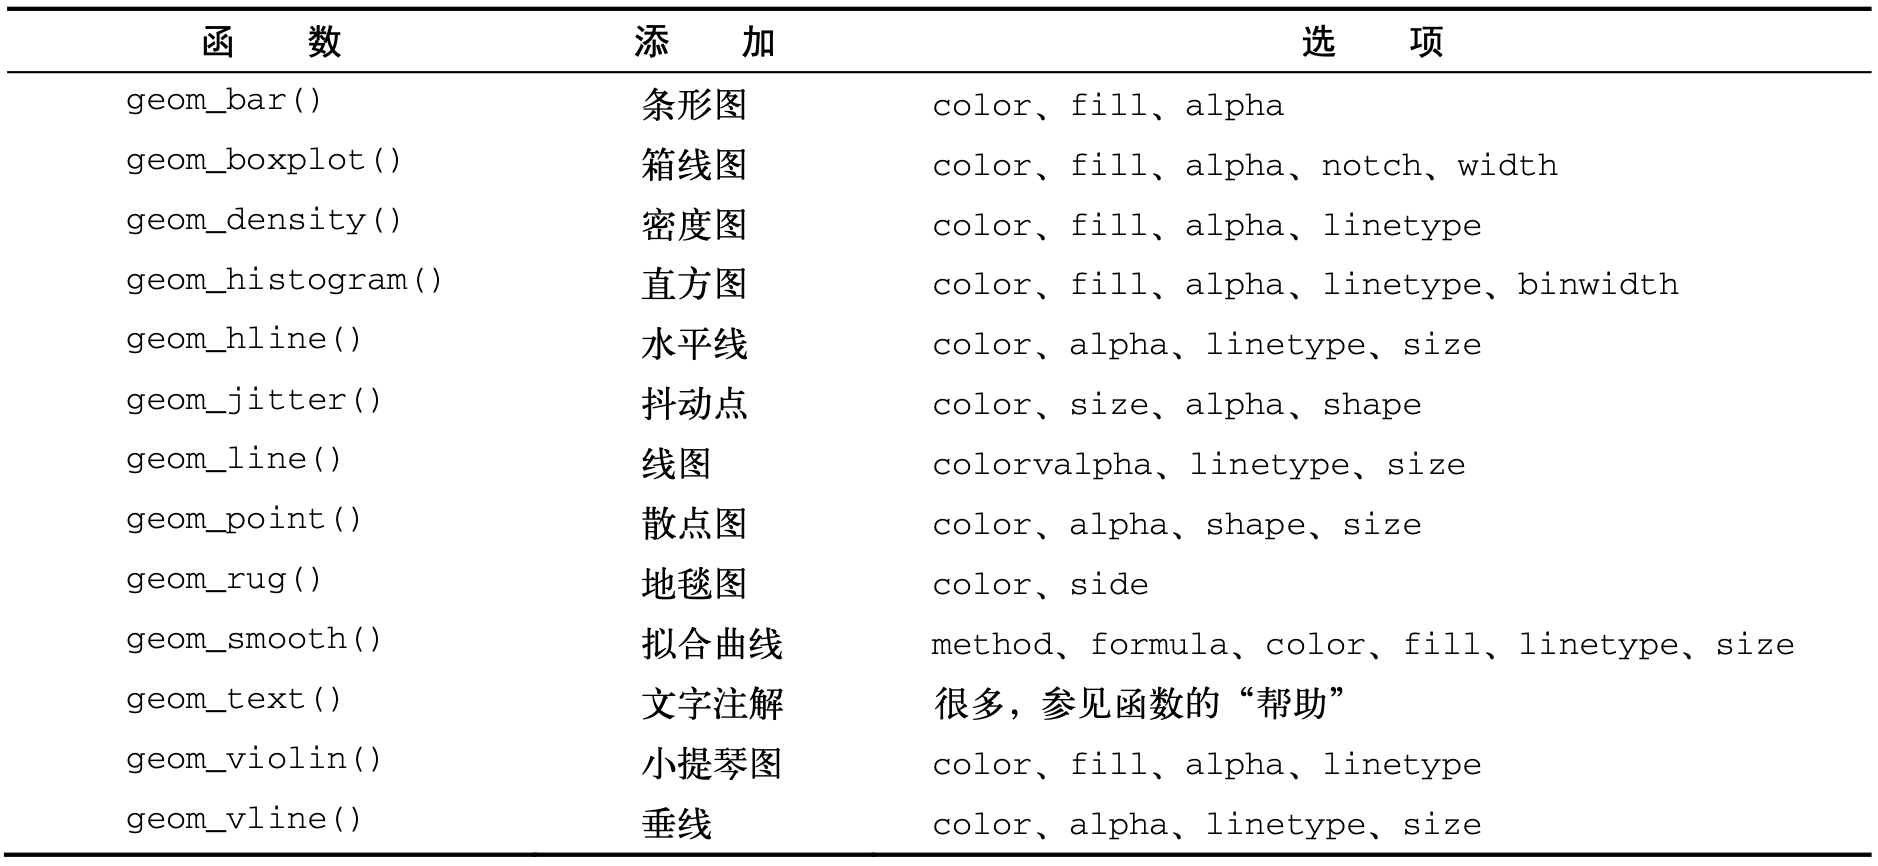 函 数 添 加 选 项
geom_bar() 条形图 color、fill、alpha
geom_boxplot() 箱线图 color、fill、alpha、notch、width
geom_density() 密度图 color、fill、alpha、linetype
geom_histogram() 直方图 color、fill、alpha、linetype、binwidth
geom_hline() 水平线 color、alpha、linetype、size
geom_jitter() 抖动点 color、size、alpha、shape
geom_line() 线图 colorvalpha、linetype、size
geom_point() 散点图 color、alpha、shape、size
geom_rug() 地毯图 color、side
geom_smooth() 拟合曲线 method、formula、color、fill、linetype、size
geom_text() 文字注解 很多，参见函数的“帮助”
geom_violin() 小提琴图 color、fill、alpha、linetype
geom_vline() 垂线 color、alpha、linetype、size